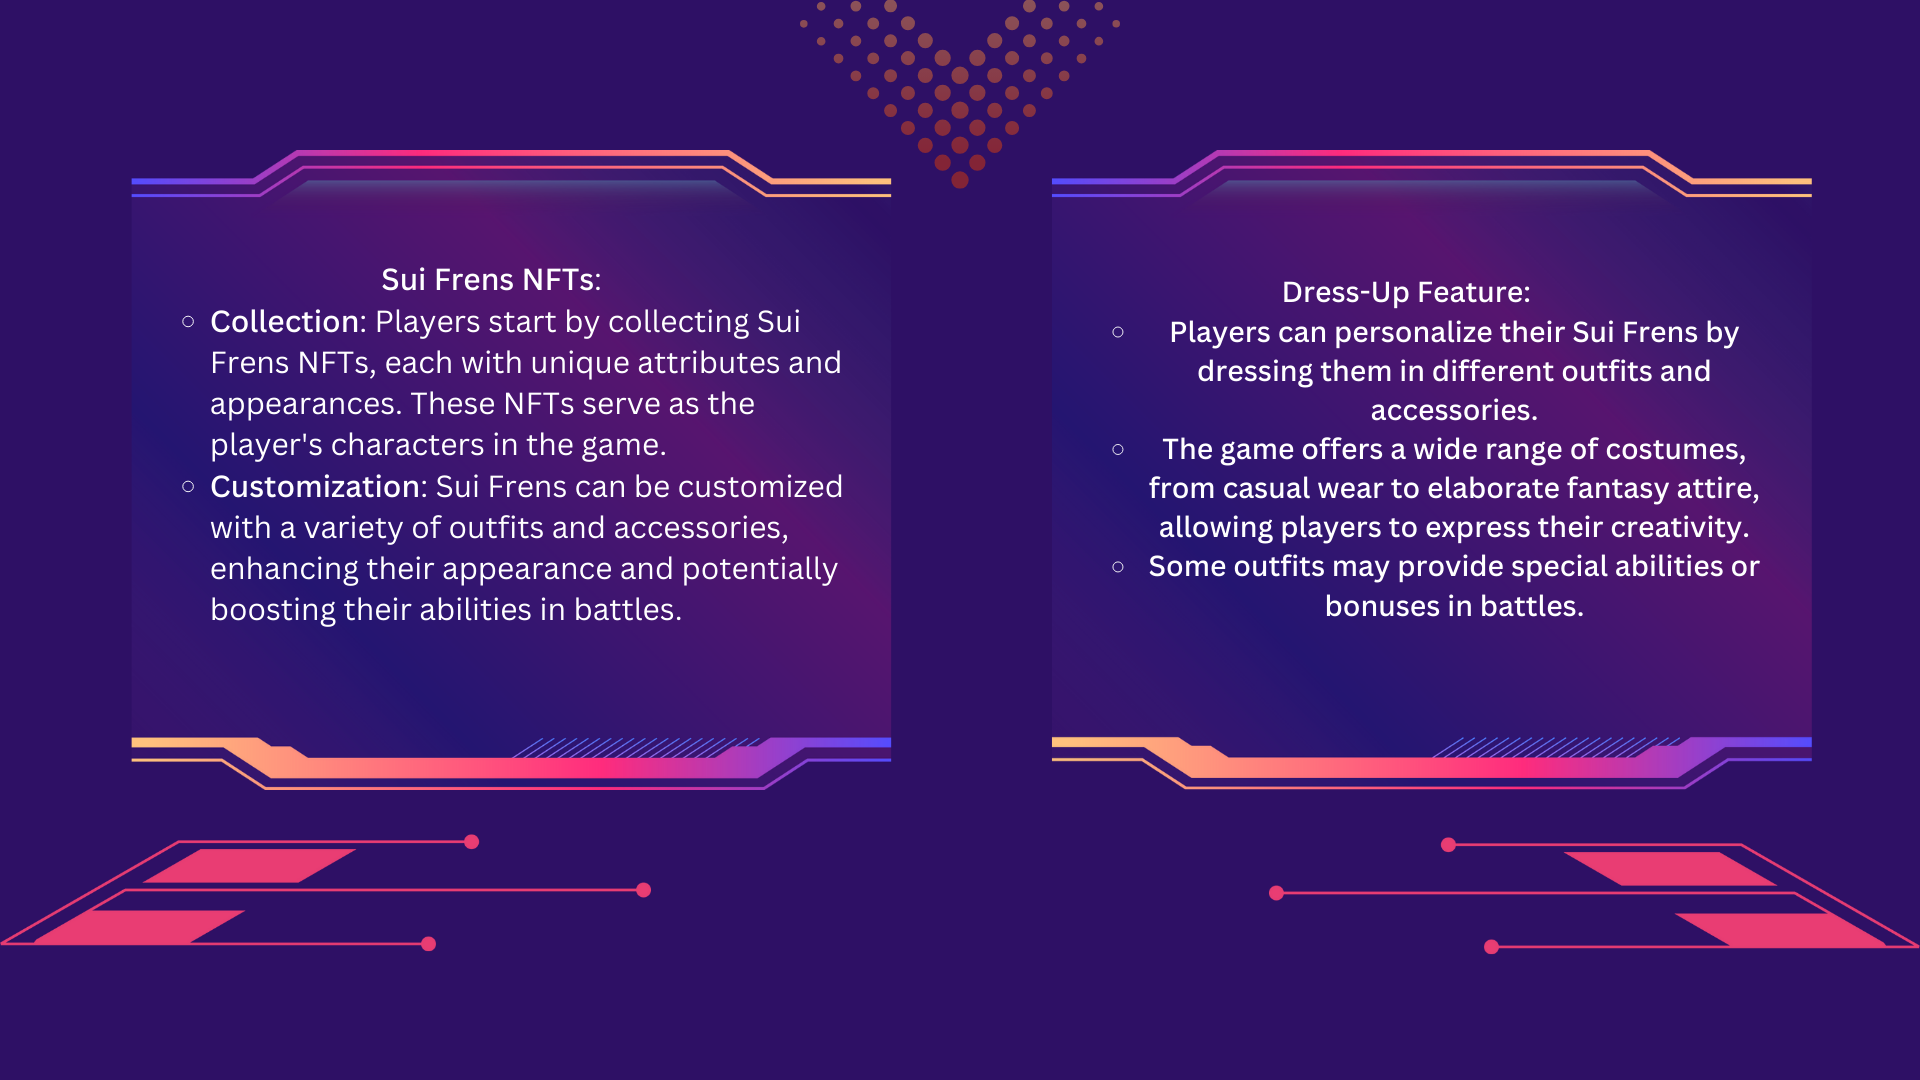 Sui Frens NFTs:
Collection: Players start by collecting Sui
Frens NFTs, each with unique attributes and
appearances. These NFTs serve as the
player's characters in the game.
Customization: Sui Frens can be customized
with a variety of outfits and accessories,
enhancing their appearance and potentially
boosting their abilities in battles.
Dress-Up Feature:
Players can personalize their Sui Frens by
dressing them in different outfits and
accessories.
The game offers a wide range of costumes,
from casual wear to elaborate fantasy attire,
allowing players to express their creativity.
Some outfits may provide special abilities or
bonuses in battles.